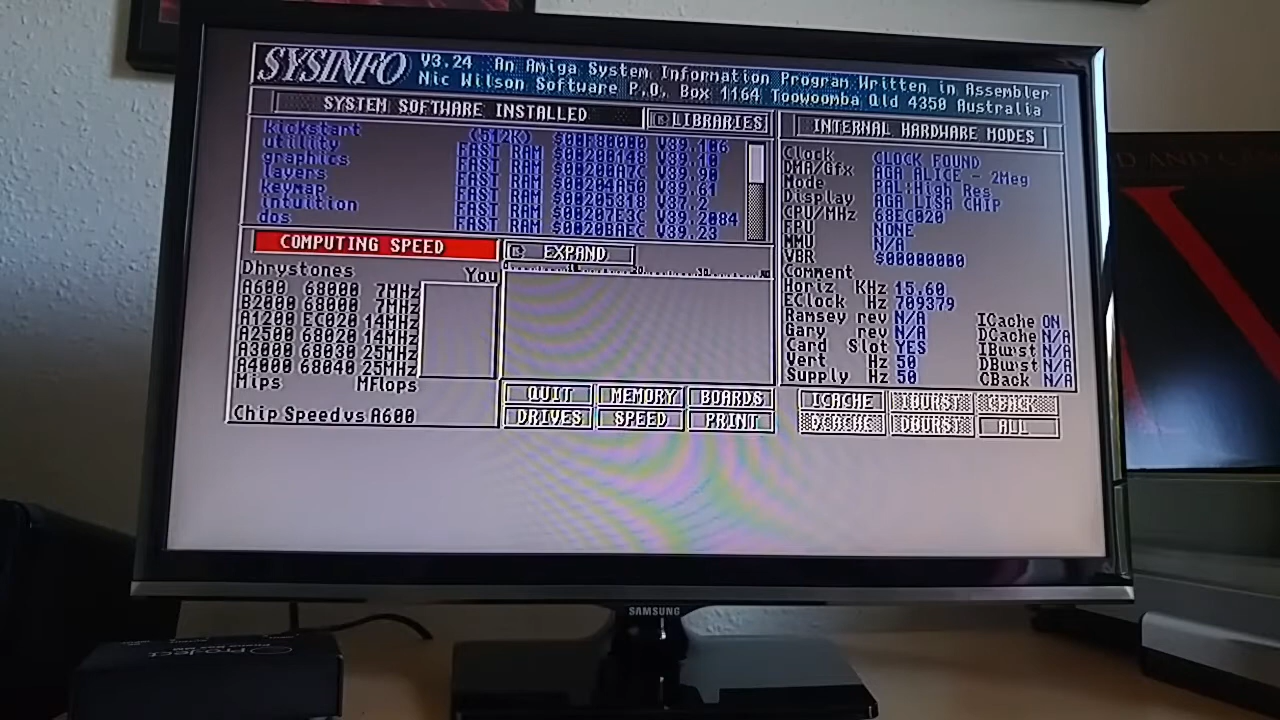 SYSINFO V3.24 An Amiga System Information Program Written in Assembler
Nic Wilson Software P.O. Box 1164 Toowoomba Qld 4350 Australia
SYSTEM SOFTWARE INSTALLED
LIBRARIES
kickstart (512K) $00F80000 V39.106
utility FAST RAM $00200148 V39.10
graphics FAST RAM $00200A7C V39.90
layers FAST RAM $00204A50 V39.61
keymap FAST RAM $00205318 V37.2
intuition FAST RAM $00207E3C V39.2084
dos FAST RAM $0020BAEC V39.23
INTERNAL HARDWARE MODES
Clock CLOCK FOUND
DMA/Gfx AGA ALICE - 2Meg
Mode PAL:High Res
Display AGA LISA CHIP
CPU/MHz 68EC020
FPU NONE
MMU N/A
VBR $00000000
Comment
Horiz KHz 15.60
EClock Hz 709379
Ramsey rev N/A ICache ON
Gary rev N/A DCache N/A
Card Slot YES IBurst N/A
Vert Hz 50 DBurst N/A
Supply Hz 50 CBack N/A
COMPUTING SPEED
EXPAND
Dhrystones You
A600 68000 7MHz
B2000 68000 7MHz
A1200 EC020 14MHz
A2500 68020 14MHz
A3000 68030 25MHz
A4000 68040 25MHz
Mips MFlops
Chip Speed vs A600
QUIT MEMORY BOARDS
DRIVES SPEED PRINT
ICACHE IBURST CBACK
DCACHE DBURST ALL
SAMSUNG
Pro-Ject